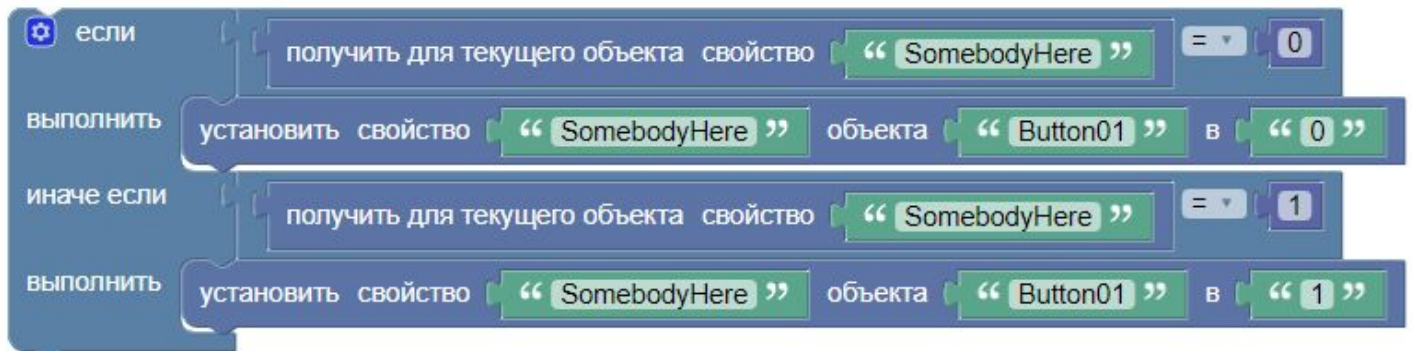 если получить для текущего объекта свойство “ SomebodyHere ” = 0
выполнить установить свойство “ SomebodyHere ” объекта “ Button01 ” в “ 0 ”
иначе если получить для текущего объекта свойство “ SomebodyHere ” = 1
выполнить установить свойство “ SomebodyHere ” объекта “ Button01 ” в “ 1 ”